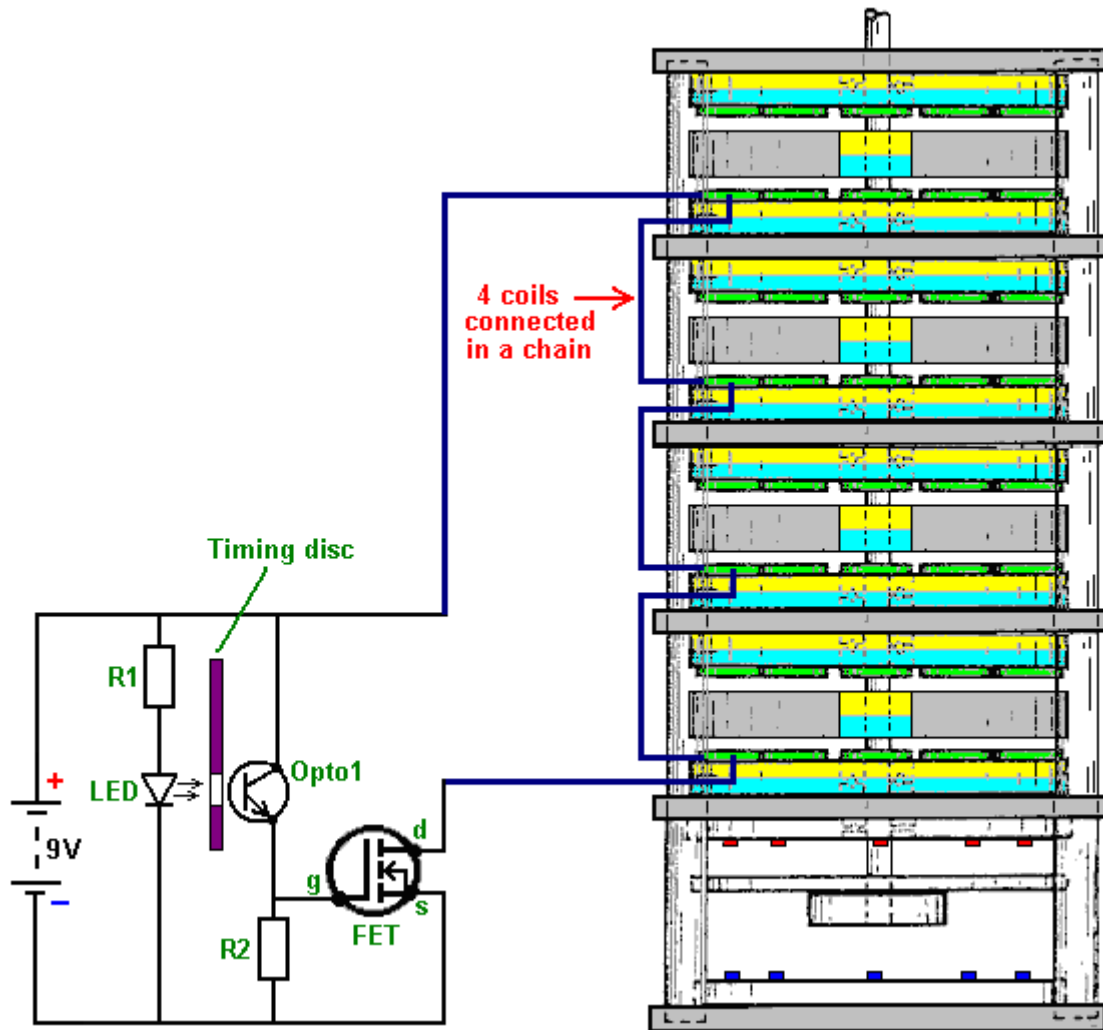 4 coils
connected
in a chain
Timing disc
R1
LED
Opto1
+
9V
–
d
g
s
FET
R2